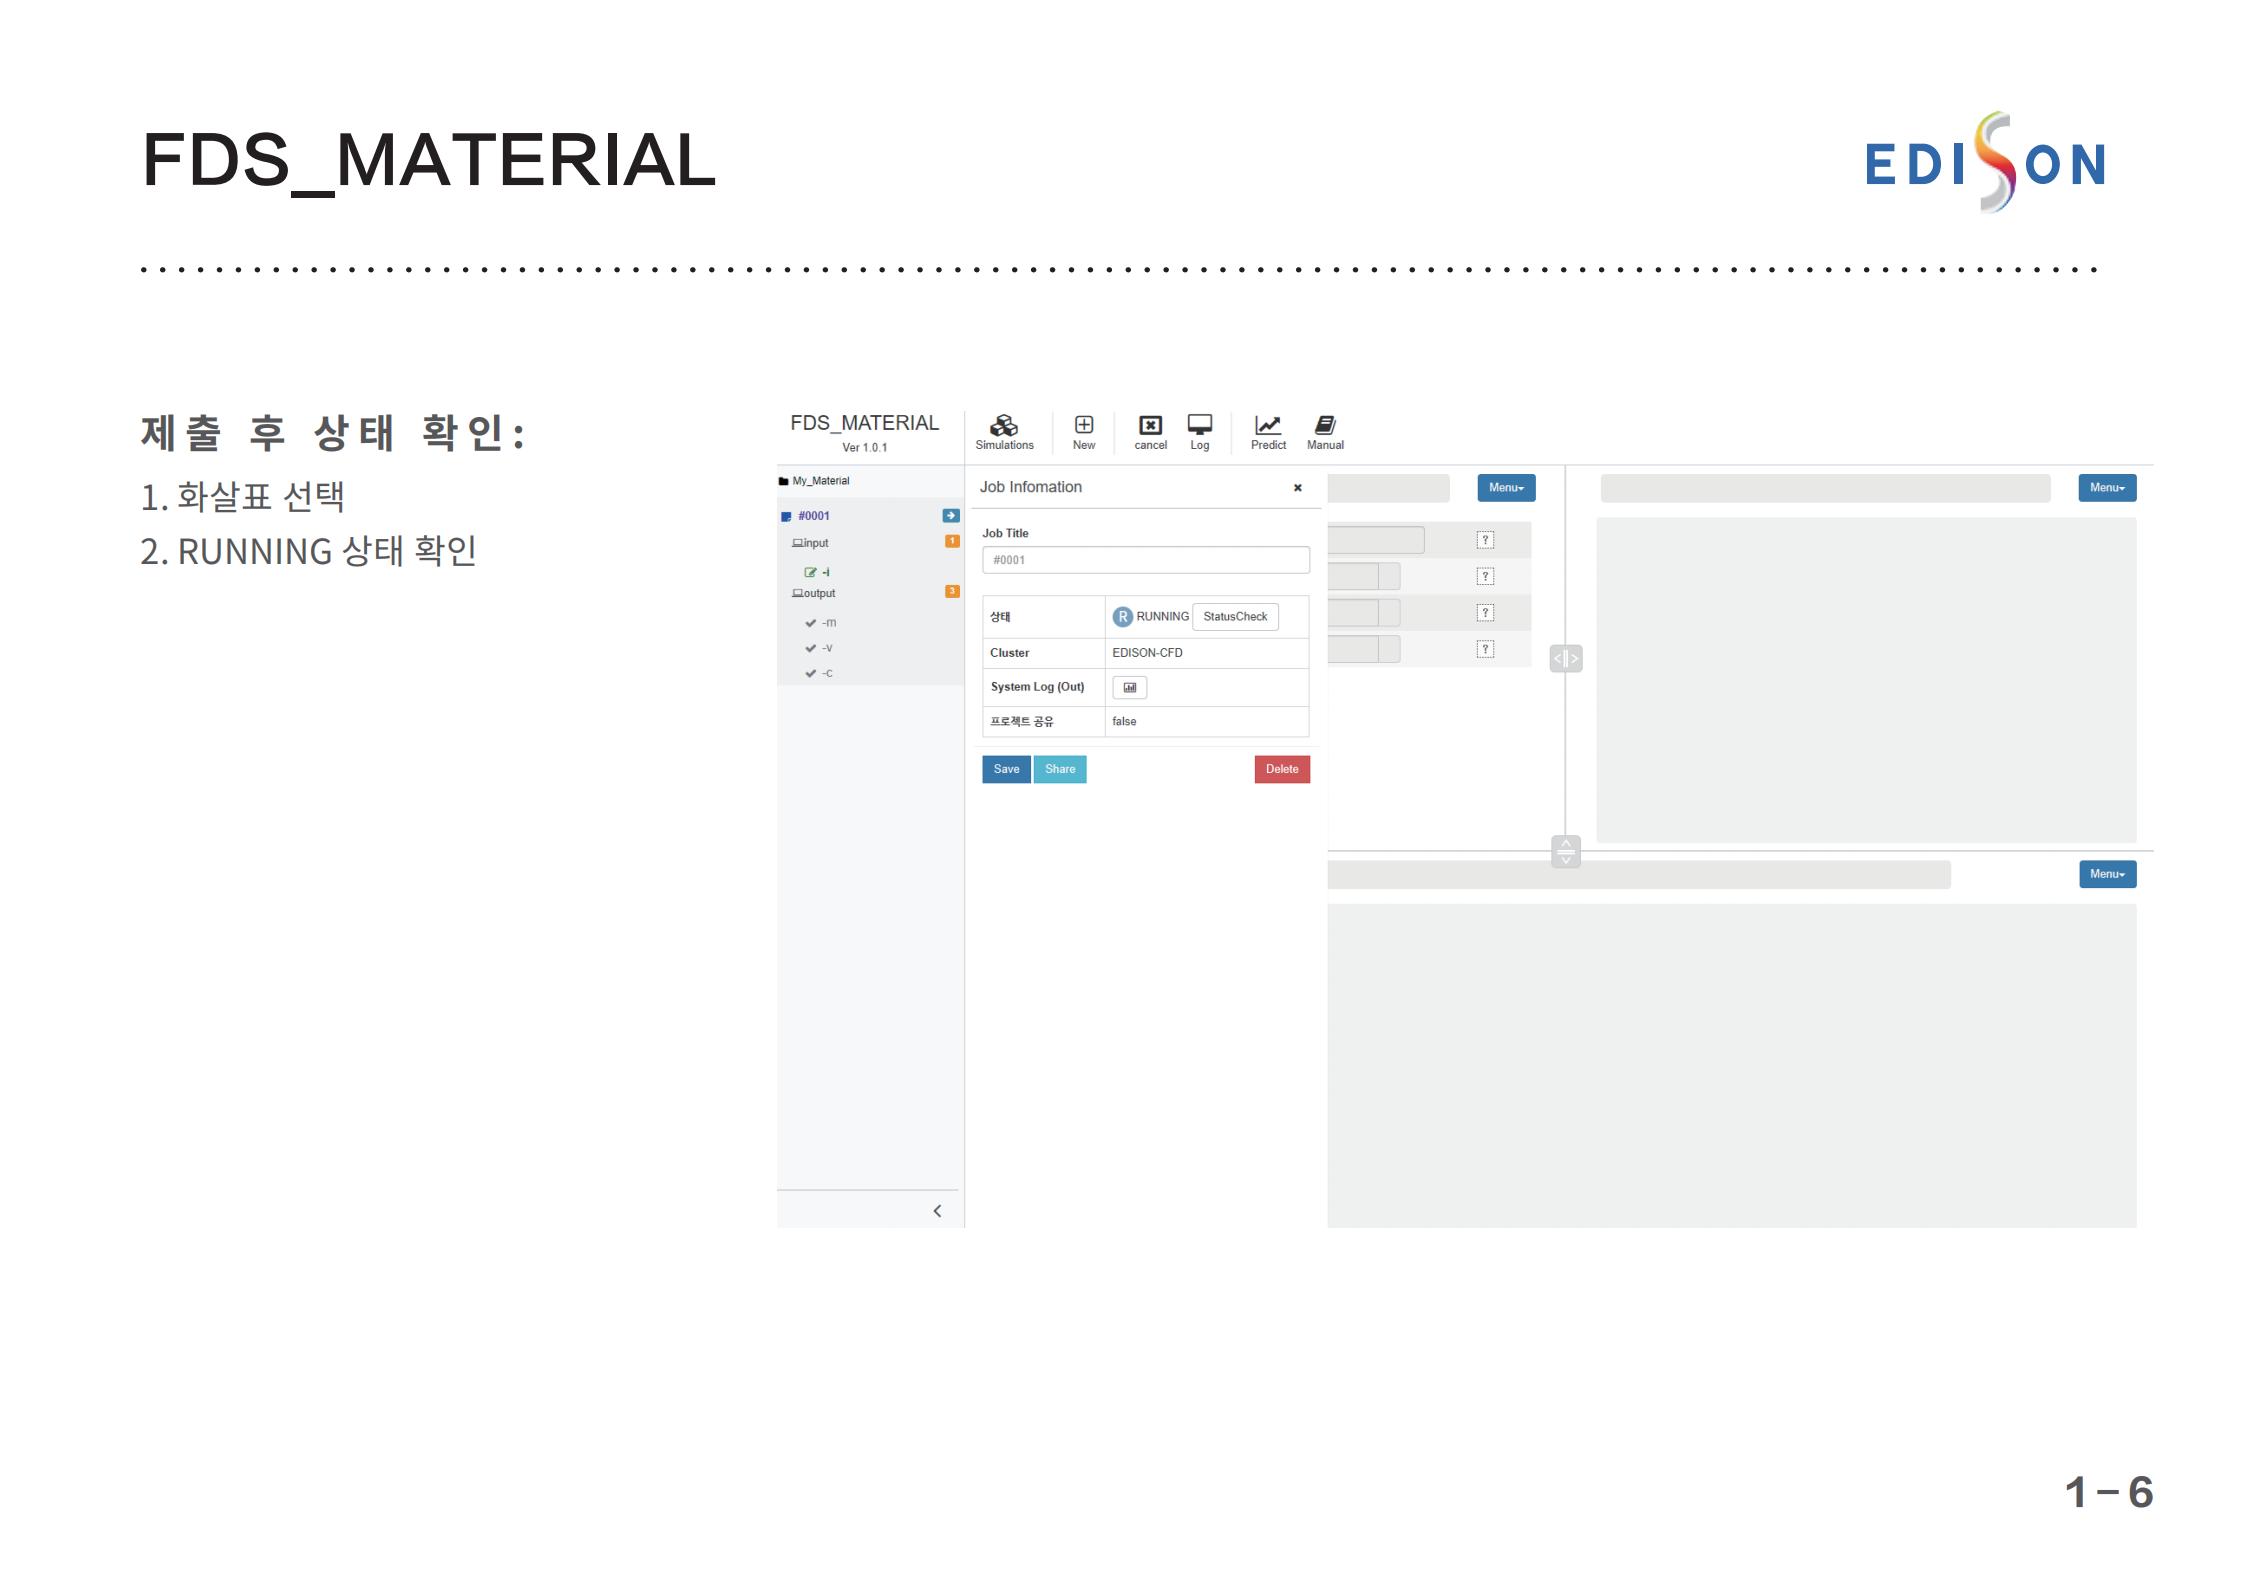 FDS_MATERIAL
EDISON
제출 후 상태 확인:
1. 화살표 선택
2. RUNNING 상태 확인
FDS_MATERIAL
Ver 1.0.1
Simulations
New
cancel
Log
Predict
Manual
My_Material
#0001
input
1
-i
output
3
-m
-v
-c
Job Infomation
Job Title
#0001
상태
R RUNNING StatusCheck
Cluster
EDISON-CFD
System Log (Out)
프로젝트 공유
false
Save
Share
Delete
Menu
?
?
?
?
Menu
Menu
1-6